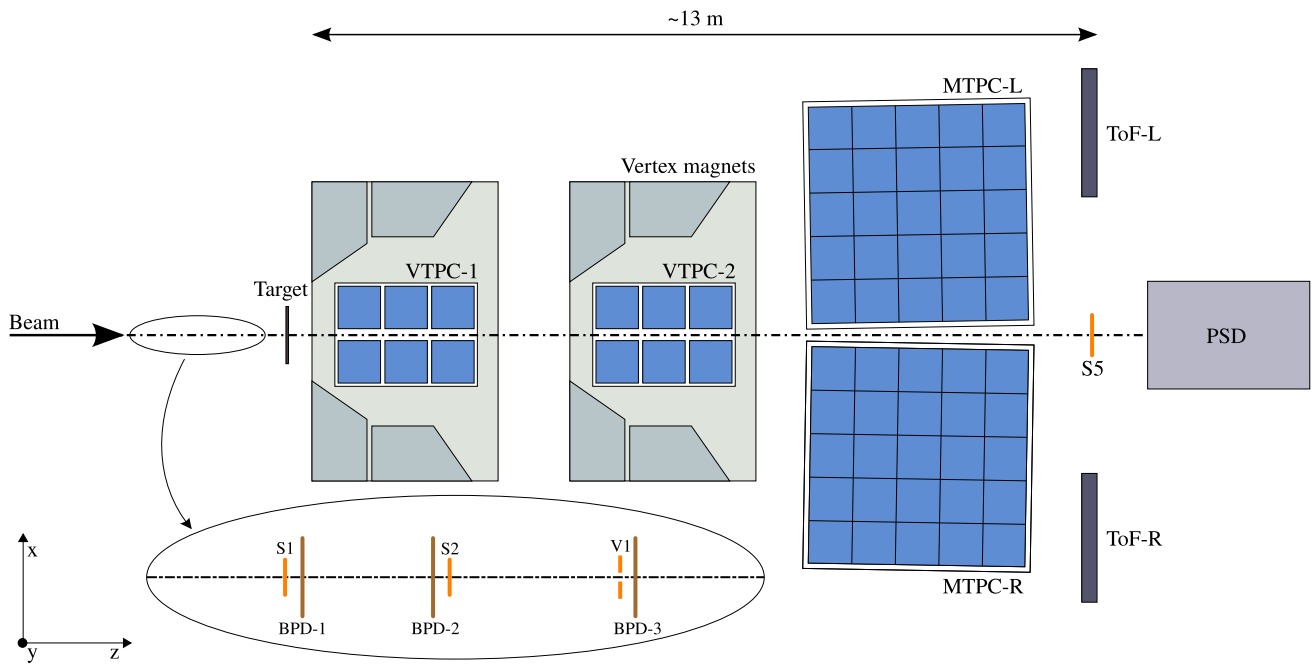 ~13 m
MTPC-L
ToF-L
Vertex magnets
VTPC-1
VTPC-2
Target
Beam
PSD
S5
S1
S2
V1
x
ToF-R
MTPC-R
BPD-1
BPD-2
BPD-3
y
z